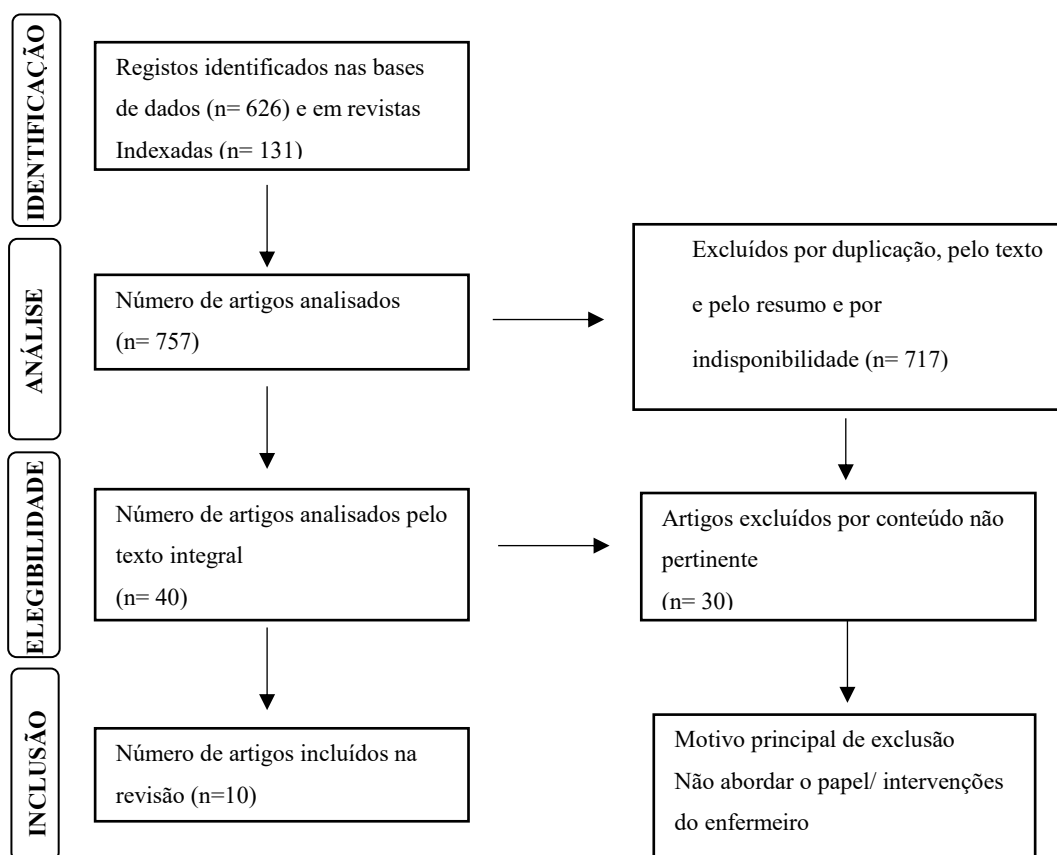 IDENTIFICAÇÃO
Registos identificados nas bases
de dados (n= 626) e em revistas
Indexadas (n= 131)
ANÁLISE
Número de artigos analisados
(n= 757)
Excluídos por duplicação, pelo texto
e pelo resumo e por
indisponibilidade (n= 717)
ELEGIBILIDADE
Número de artigos analisados pelo
texto integral
(n= 40)
Artigos excluídos por conteúdo não
pertinente
(n= 30)
INCLUSÃO
Número de artigos incluídos na
revisão (n=10)
Motivo principal de exclusão
Não abordar o papel/ intervenções
do enfermeiro